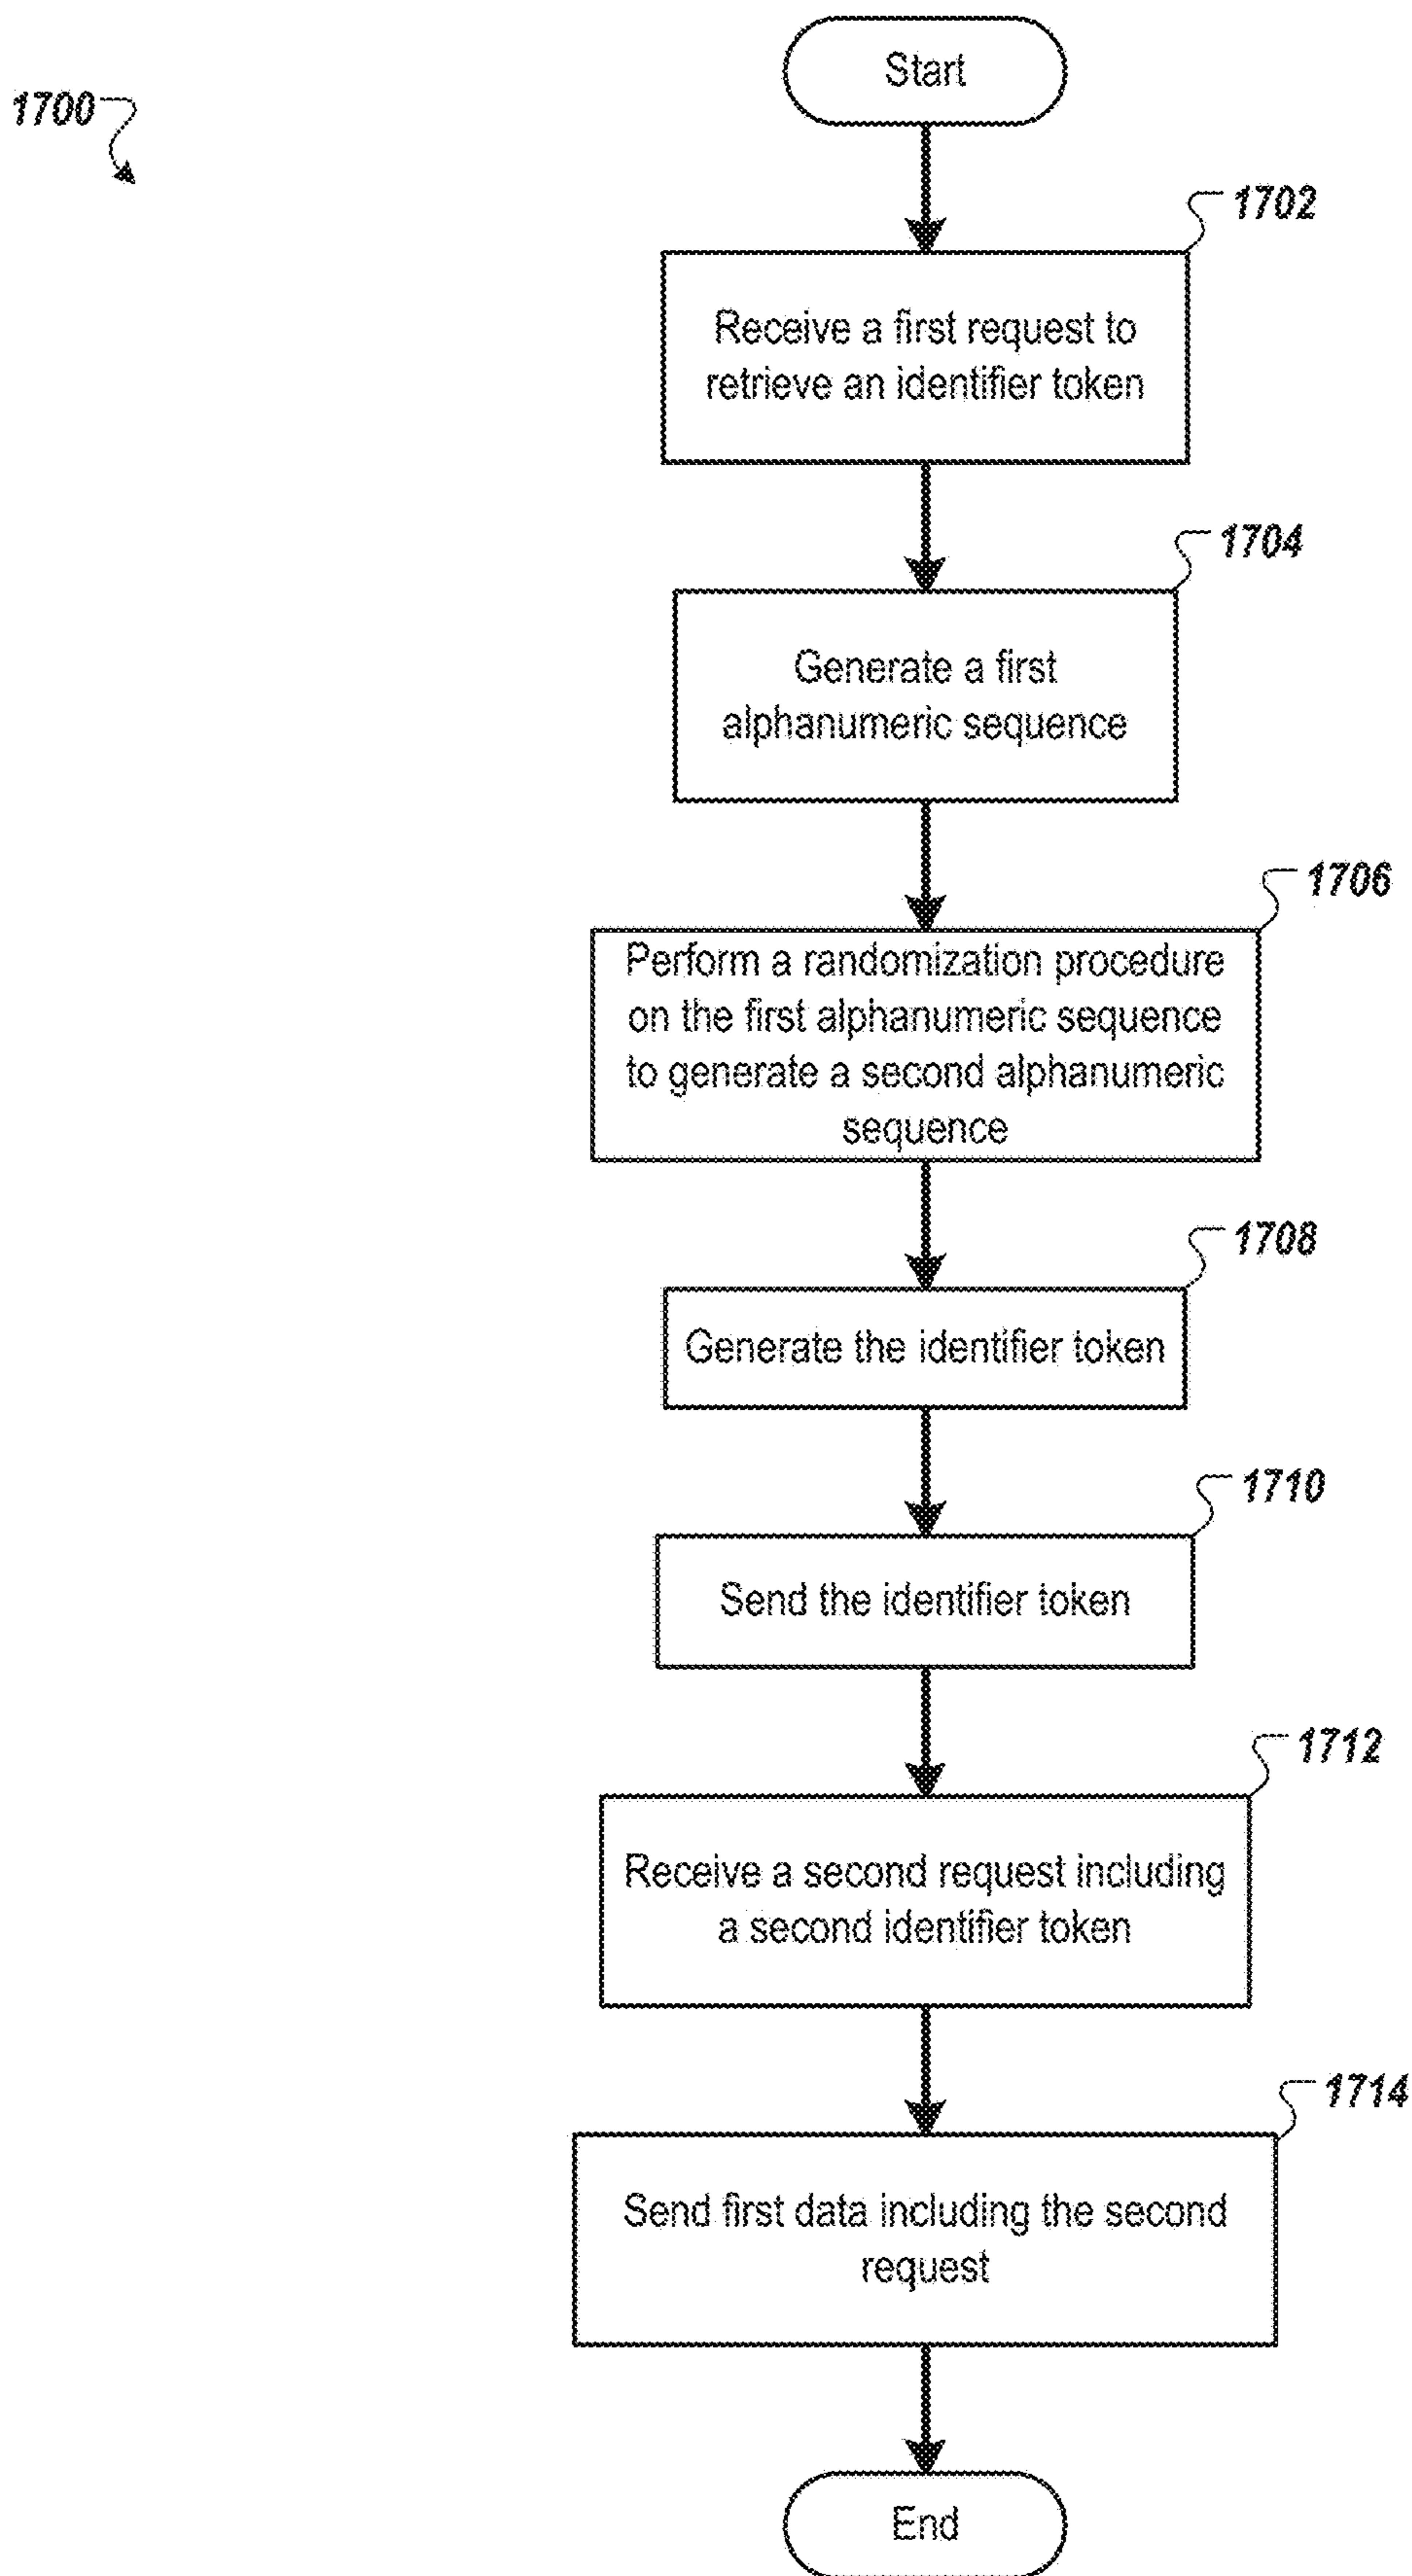 Start
1700
1702
Receive a first request to
retrieve an identifier token
1704
Generate a first
alphanumeric sequence
1706
Perform a randomization procedure
on the first alphanumeric sequence
to generate a second alphanumeric
sequence
1708
Generate the identifier token
1710
Send the identifier token
1712
Receive a second request including
a second identifier token
1714
Send first data including the second
request
End